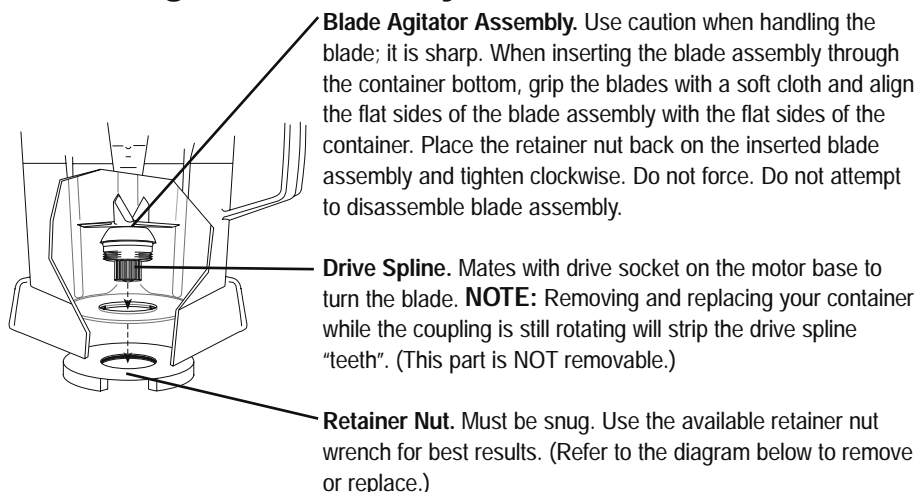 Blade Agitator Assembly. Use caution when handling the
blade; it is sharp. When inserting the blade assembly through
the container bottom, grip the blades with a soft cloth and align
the flat sides of the blade assembly with the flat sides of the
container. Place the retainer nut back on the inserted blade
assembly and tighten clockwise. Do not force. Do not attempt
to disassemble blade assembly.
Drive Spline. Mates with drive socket on the motor base to
turn the blade. NOTE: Removing and replacing your container
while the coupling is still rotating will strip the drive spline
“teeth”. (This part is NOT removable.)
Retainer Nut. Must be snug. Use the available retainer nut
wrench for best results. (Refer to the diagram below to remove
or replace.)